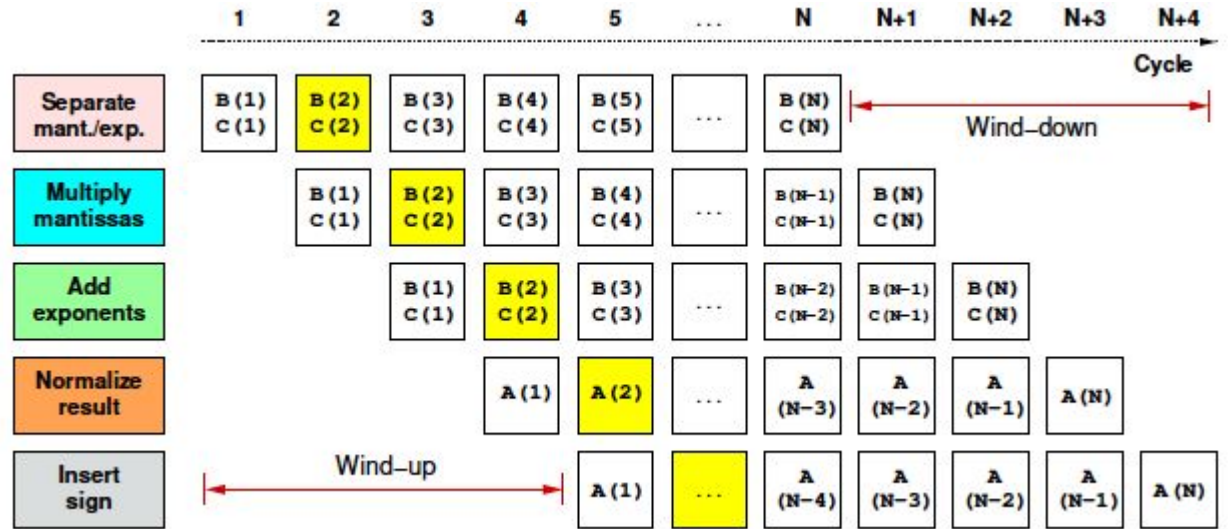 1 2 3 4 5 ... N N+1 N+2 N+3 N+4
Cycle
Separate B(1) B(2) B(3) B(4) B(5) ... B(N)
mant./exp. C(1) C(2) C(3) C(4) C(5) C(N)
Wind-down
Multiply B(1) B(2) B(3) B(4) ... B(N-1) B(N)
mantissas C(1) C(2) C(3) C(4) C(N-1) C(N)
Add B(1) B(2) B(3) ... B(N-2) B(N-1) B(N)
exponents C(1) C(2) C(3) C(N-2) C(N-1) C(N)
Normalize A(1) A(2) ... A A A A(N)
result (N-3) (N-2) (N-1)
Wind-up
Insert A(1) ... A A A A A(N)
sign (N-4) (N-3) (N-2) (N-1)